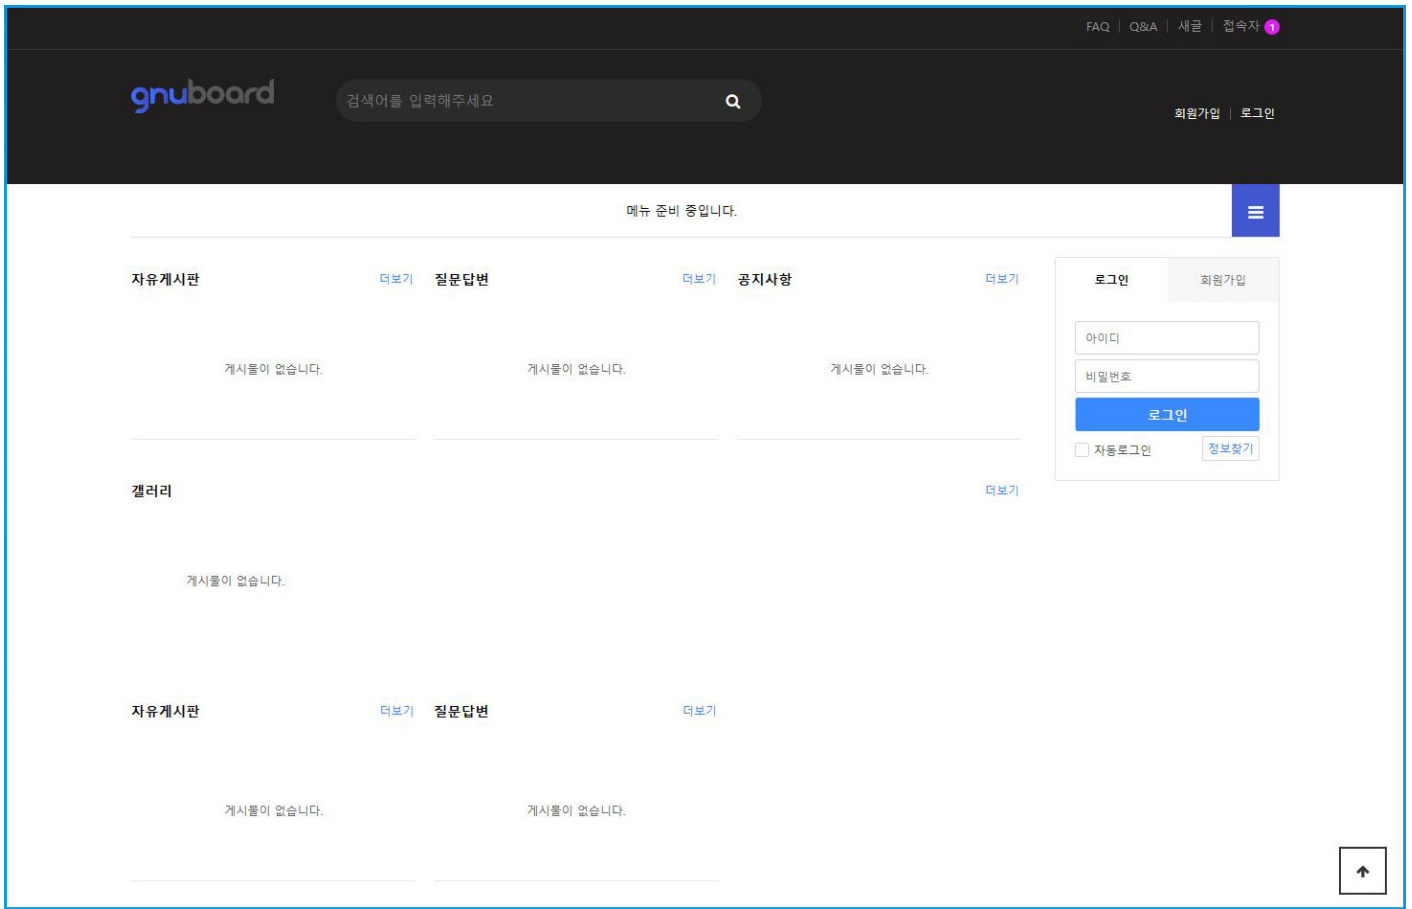 FAQ Q&A 새글 접속자 1
gnuboard 검색어를 입력해주세요
회원가입 로그인
메뉴 준비 중입니다.
자유게시판 더보기 질문답변 더보기 공지사항 더보기
게시물이 없습니다. 게시물이 없습니다. 게시물이 없습니다.
로그인 회원가입
아이디
비밀번호
로그인
자동로그인 정보찾기
갤러리 더보기
게시물이 없습니다.
자유게시판 더보기 질문답변 더보기
게시물이 없습니다. 게시물이 없습니다.